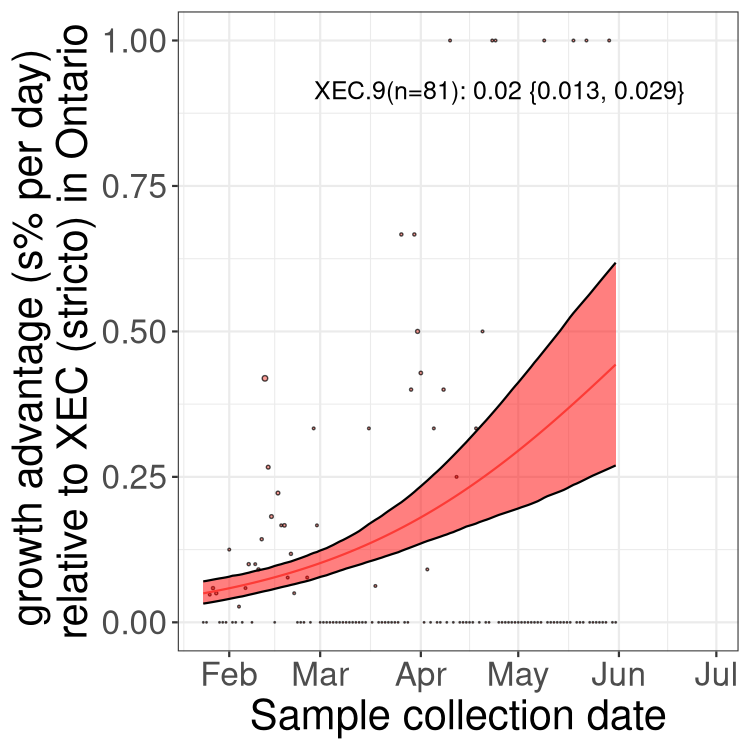 growth advantage (s% per day)
relative to XEC (stricto) in Ontario
1.00
XEC.9(n=81): 0.02 {0.013, 0.029}
0.75
0.50
0.25
0.00
Feb Mar Apr May Jun Jul
Sample collection date